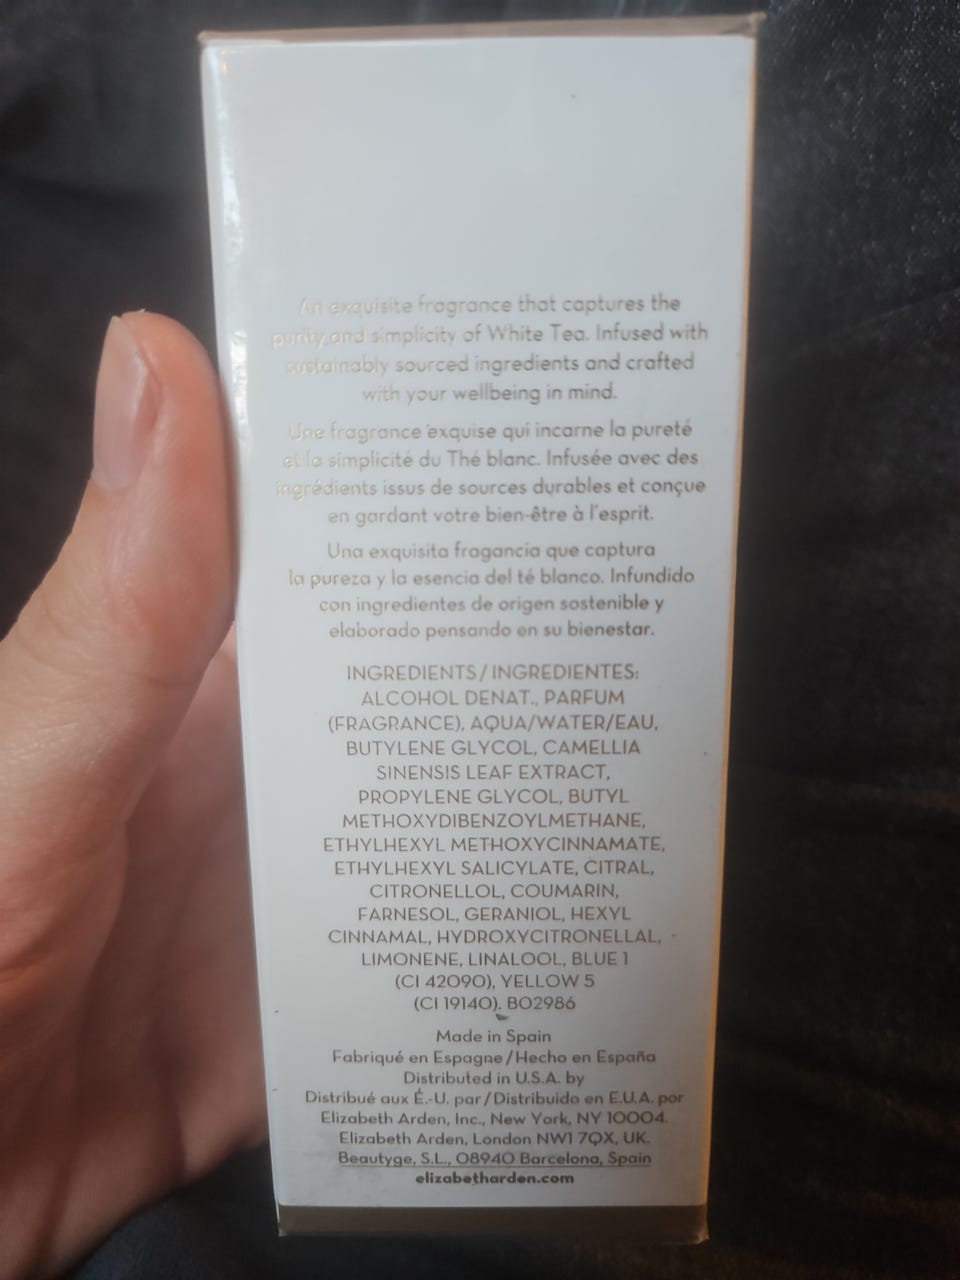 An exquisite fragrance that captures the
purity and simplicity of White Tea. Infused with
sustainably sourced ingredients and crafted
with your wellbeing in mind.
Une fragrance exquise qui incarne la pureté
et la simplicité du Thé blanc. Infusée avec des
ingrédients issus de sources durables et conçue
en gardant votre bien-être à l'esprit.
Una exquisita fragancia que captura
la pureza y la esencia del té blanco. Infundido
con ingredientes de origen sostenible y
elaborado pensando en su bienestar.
INGREDIENTS/INGREDIENTES:
ALCOHOL DENAT., PARFUM
(FRAGRANCE), AQUA/WATER/EAU,
BUTYLENE GLYCOL, CAMELLIA
SINENSIS LEAF EXTRACT,
PROPYLENE GLYCOL, BUTYL
METHOXYDIBENZOYLMETHANE,
ETHYLHEXYL METHOXYCINNAMATE,
ETHYLHEXYL SALICYLATE, CITRAL,
CITRONELLOL, COUMARIN,
FARNESOL, GERANIOL, HEXYL
CINNAMAL, HYDROXYCITRONELLAL,
LIMONENE, LINALOOL, BLUE 1
(CI 42090), YELLOW 5
(CI 19140). B02986
Made in Spain
Fabriqué en Espagne/Hecho en España
Distributed in U.S.A. by
Distribué aux É.-U. par/Distribuido en E.U.A. por
Elizabeth Arden, Inc., New York, NY 10004.
Elizabeth Arden, London NW1 7QX, UK.
Beautyge, S.L., 08940 Barcelona, Spain
elizabetharden.com